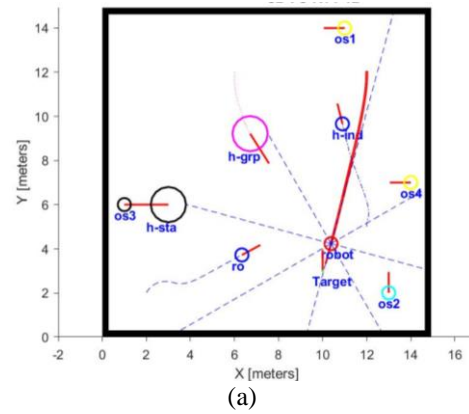 14
12
10
8
6
4
2
0
Y [meters]
os1
h-ind
h-grp
os4
os3
h-sta
robot
ro
Target
os2
-2 0 2 4 6 8 10 12 14 16
X [meters]
(a)